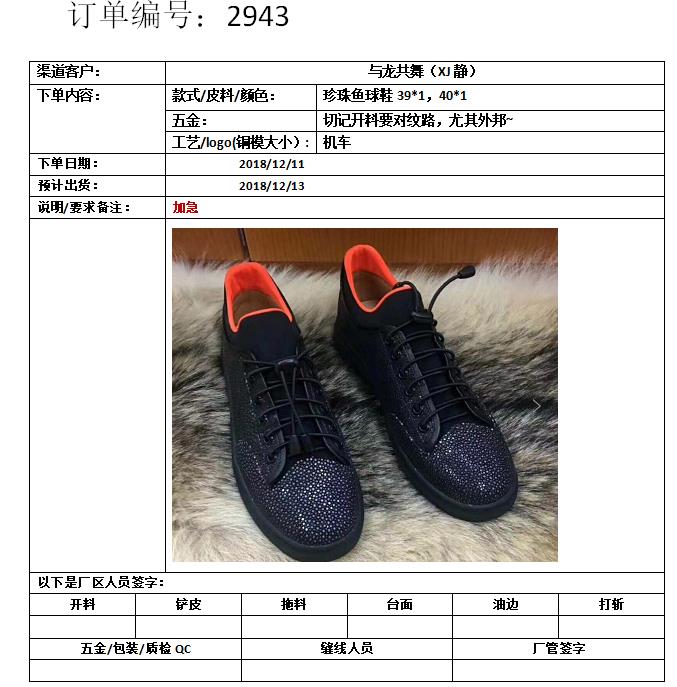 订单编号：2943
渠道客户： 与龙共舞（XJ 静）
下单内容： 款式/皮料/颜色： 珍珠鱼球鞋 39*1，40*1
五金： 切记开料要对纹路，尤其外邦~
工艺/logo(铜模大小)： 机车
下单日期： 2018/12/11
预计出货： 2018/12/13
说明/要求备注： 加急
以下是厂区人员签字：
开料 铲皮 拖料 台面 油边 打斩
五金/包装/质检 QC 缝线人员 厂管签字